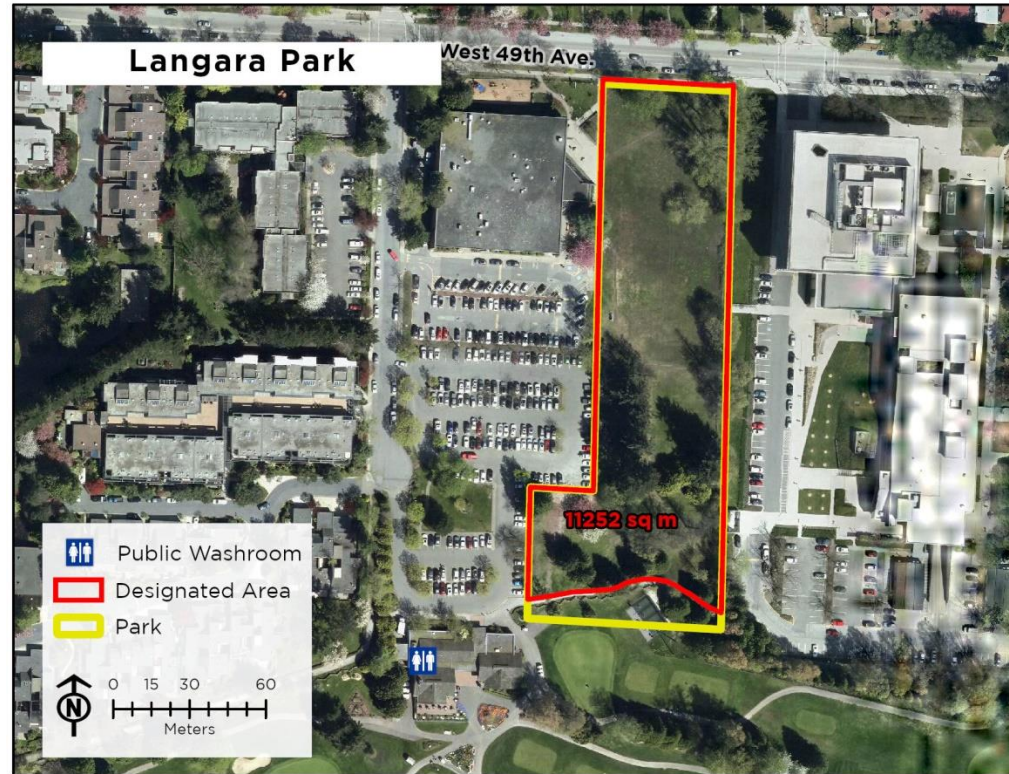 Langara Park
West 49th Ave.
11252 sq m
Public Washroom
Designated Area
Park
N
0 15 30 60
Meters